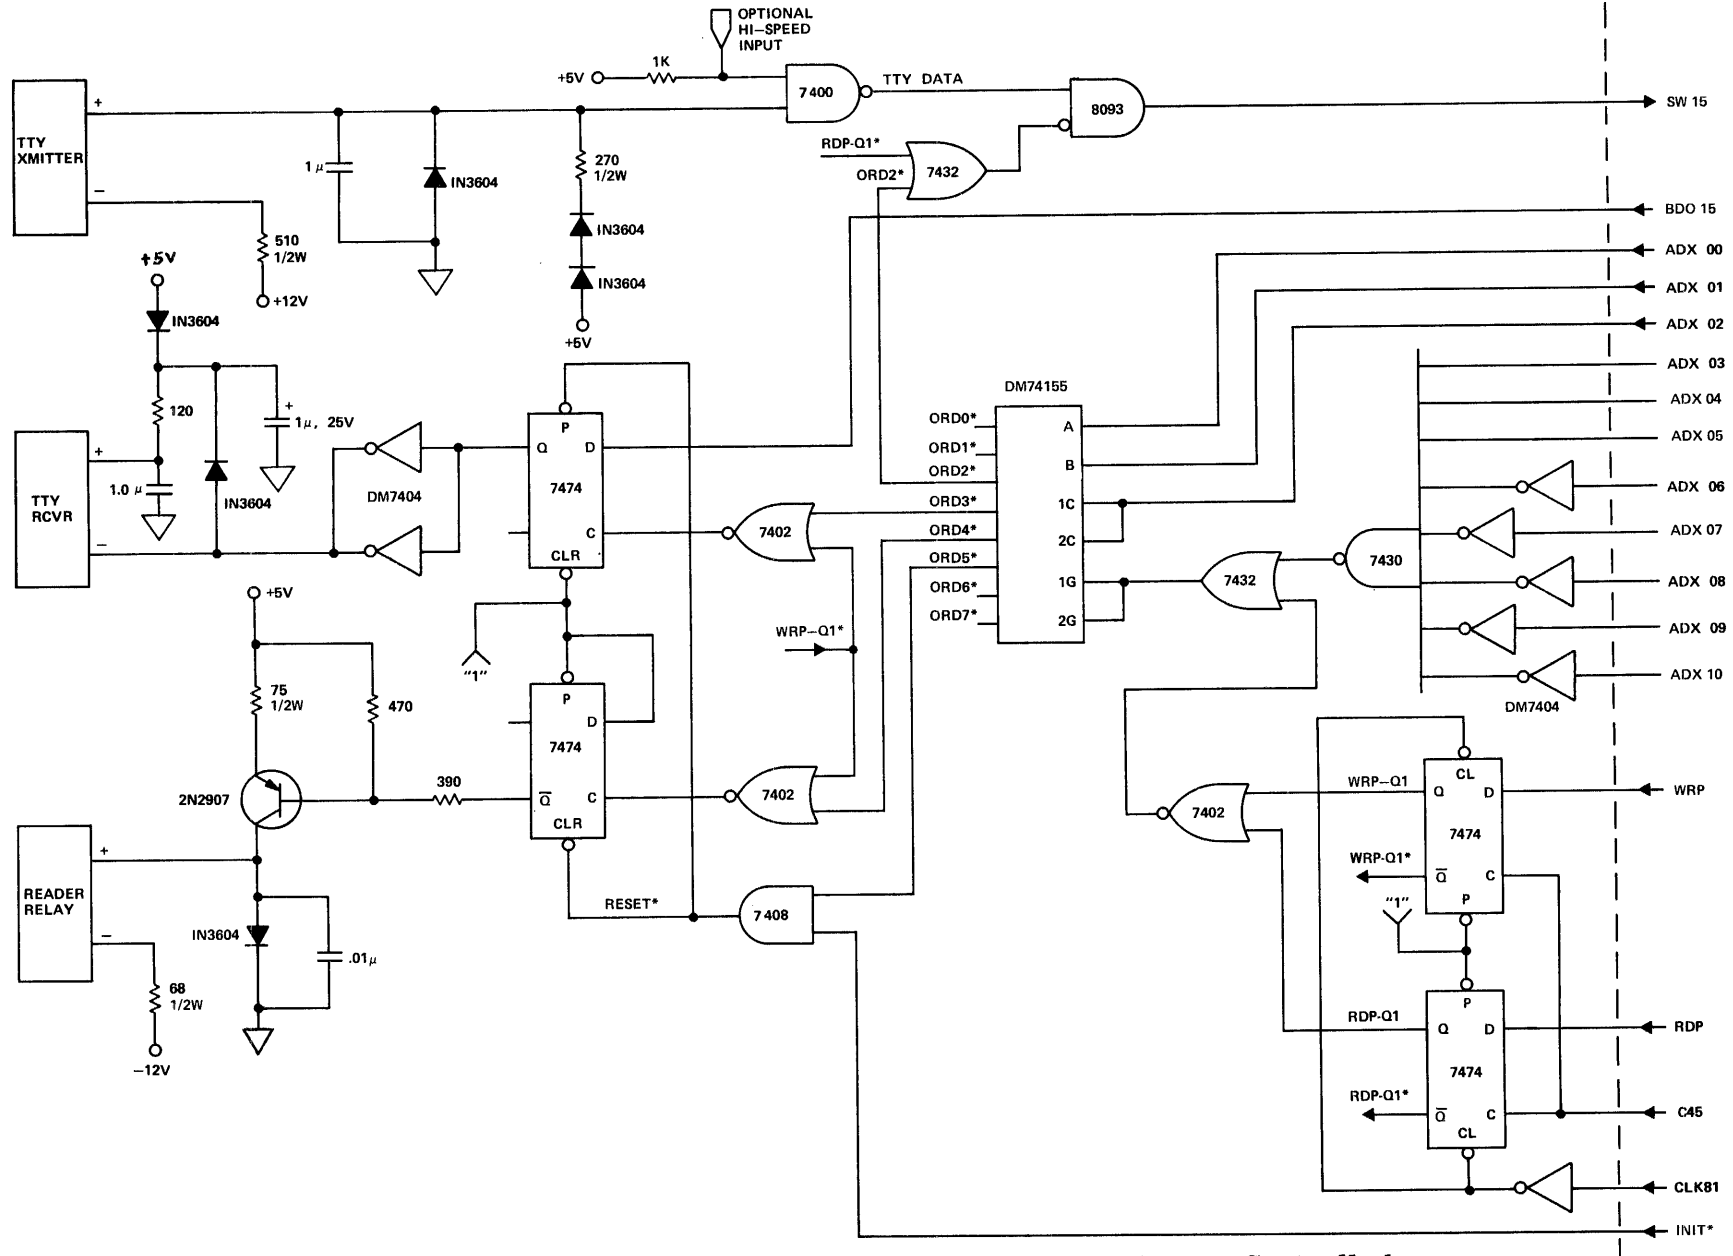 OPTIONAL
HI-SPEED
INPUT
+5V
1K
7400
TTY DATA
8093
SW 15
TTY
XMITTER
+
−
1 μ
IN3604
270
1/2W
IN3604
IN3604
+5V
510
1/2W
+12V
RDP-Q1*
ORD2*
7432
BDO 15
ADX 00
ADX 01
ADX 02
ADX 03
ADX 04
ADX 05
ADX 06
ADX 07
ADX 08
ADX 09
ADX 10
DM7404
+5V
IN3604
120
+
1μ, 25V
TTY
RCVR
+
−
1.0 μ
IN3604
DM7404
P
Q
D
7474
C
CLR
7402
DM74155
ORD0*
ORD1*
ORD2*
ORD3*
ORD4*
ORD5*
ORD6*
ORD7*
A
B
1C
2C
1G
2G
7432
7430
"1"
WRP-Q1*
+5V
75
1/2W
470
2N2907
390
P
D
7474
Q
C
CLR
7402
READER
RELAY
+
−
IN3604
.01μ
68
1/2W
−12V
RESET*
7408
7402
WRP-Q1
CL
Q
D
7474
WRP
WRP-Q1*
Q
C
P
"1"
P
RDP-Q1
Q
D
7474
RDP
RDP-Q1*
Q
C
CL
C45
CLK81
INIT*